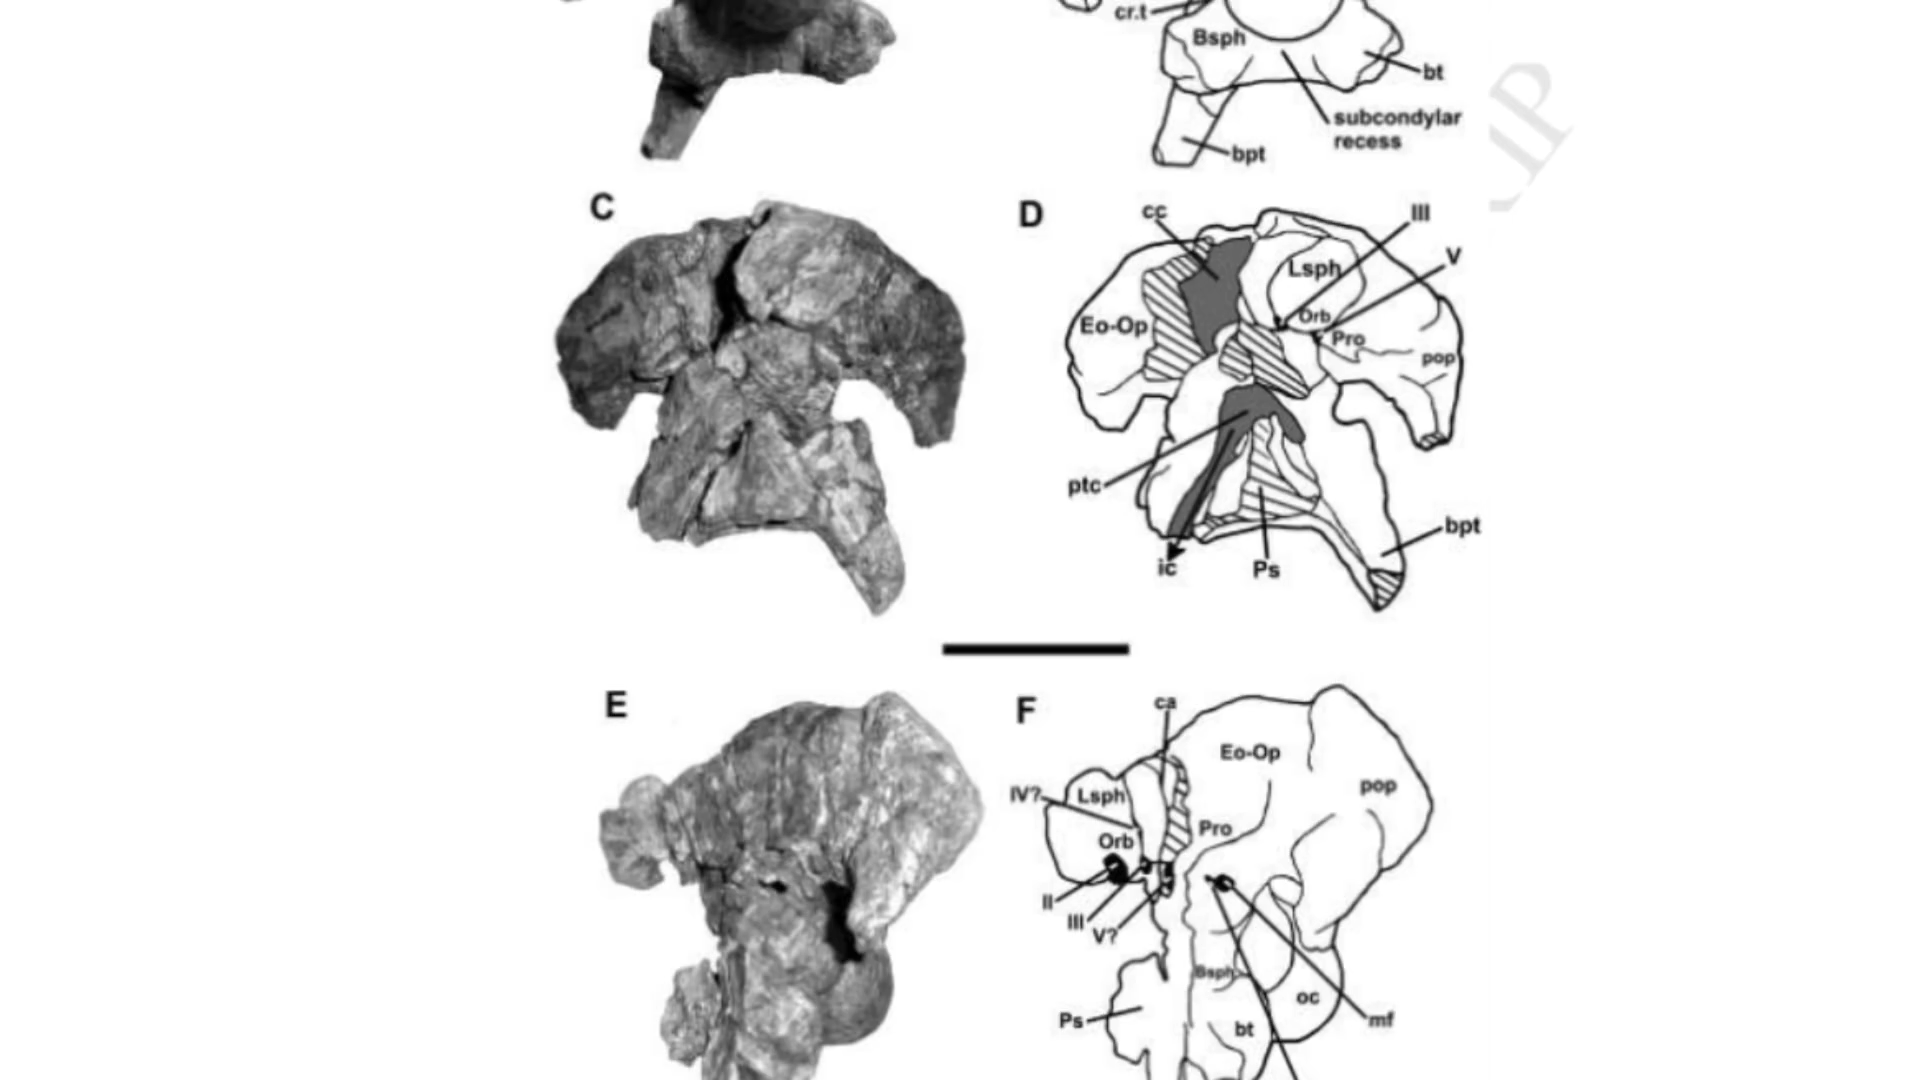 cr.t
Bsph
bt
subcondylar
recess
bpt
C
D
cc
III
V
Lsph
Orb
Eo-Op
Pro
pop
ptc
bpt
ic
Ps
E
F
ca
Eo-Op
IV?
Lsph
pop
Pro
Orb
II
III
V?
Bsph
oc
Ps
bt
mf